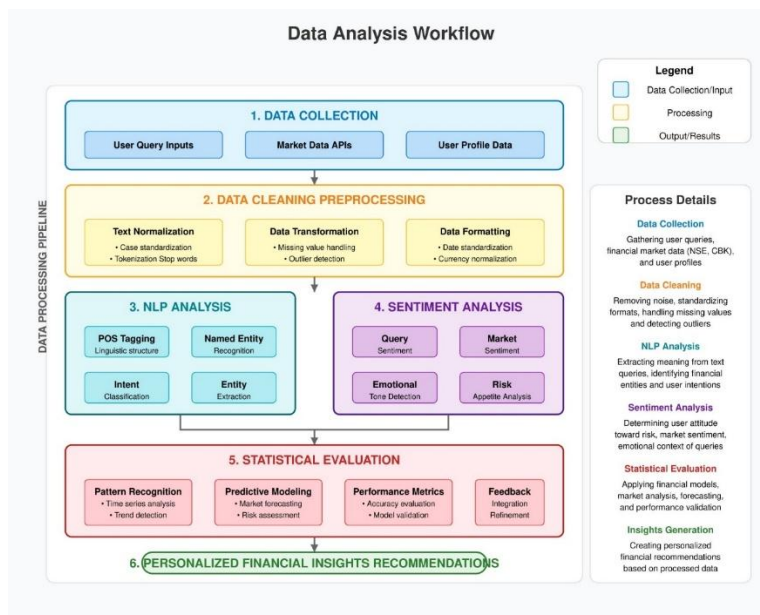 Data Analysis Workflow
Legend
Data Collection/Input
Processing
Output/Results
DATA PROCESSING PIPELINE
1. DATA COLLECTION
User Query Inputs
Market Data APIs
User Profile Data
2. DATA CLEANING PREPROCESSING
Text Normalization
• Case standardization
• Tokenization Stop words
Data Transformation
• Missing value handling
• Outlier detection
Data Formatting
• Date standardization
• Currency normalization
3. NLP ANALYSIS
POS Tagging
Linguistic structure
Named Entity
Recognition
Intent
Classification
Entity
Extraction
4. SENTIMENT ANALYSIS
Query
Sentiment
Market
Sentiment
Emotional
Tone Detection
Risk
Appetite Analysis
5. STATISTICAL EVALUATION
Pattern Recognition
• Time series analysis
• Trend detection
Predictive Modeling
• Market forecasting
• Risk assessment
Performance Metrics
• Accuracy evaluation
• Model validation
Feedback
Integration
Refinement
6. PERSONALIZED FINANCIAL INSIGHTS RECOMMENDATIONS
Process Details
Data Collection
Gathering user queries,
financial market data (NSE, CBK),
and user profiles
Data Cleaning
Removing noise, standardizing
formats, handling missing values
and detecting outliers
NLP Analysis
Extracting meaning from text
queries, identifying financial
entities and user intentions
Sentiment Analysis
Determining user attitude
toward risk, market sentiment,
emotional context of queries
Statistical Evaluation
Applying financial models,
market analysis, forecasting,
and performance validation
Insights Generation
Creating personalized
financial recommendations
based on processed data